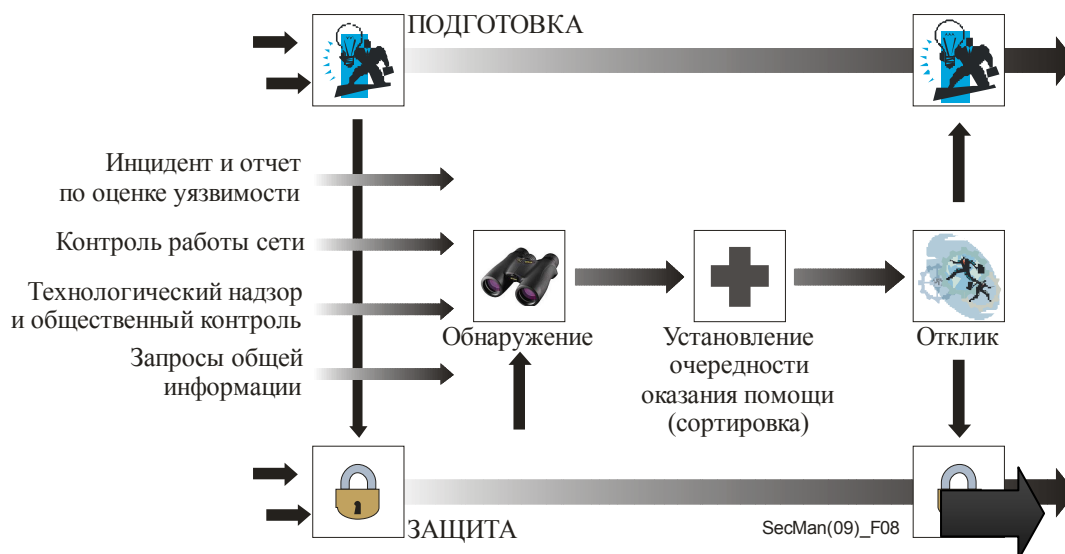 ПОДГОТОВКА
Инцидент и отчет
по оценке уязвимости
Контроль работы сети
Технологический надзор
и общественный контроль
Запросы общей
информации
Обнаружение
Установление
очередности
оказания помощи
(сортировка)
Отклик
ЗАЩИТА
SecMan(09)_F08